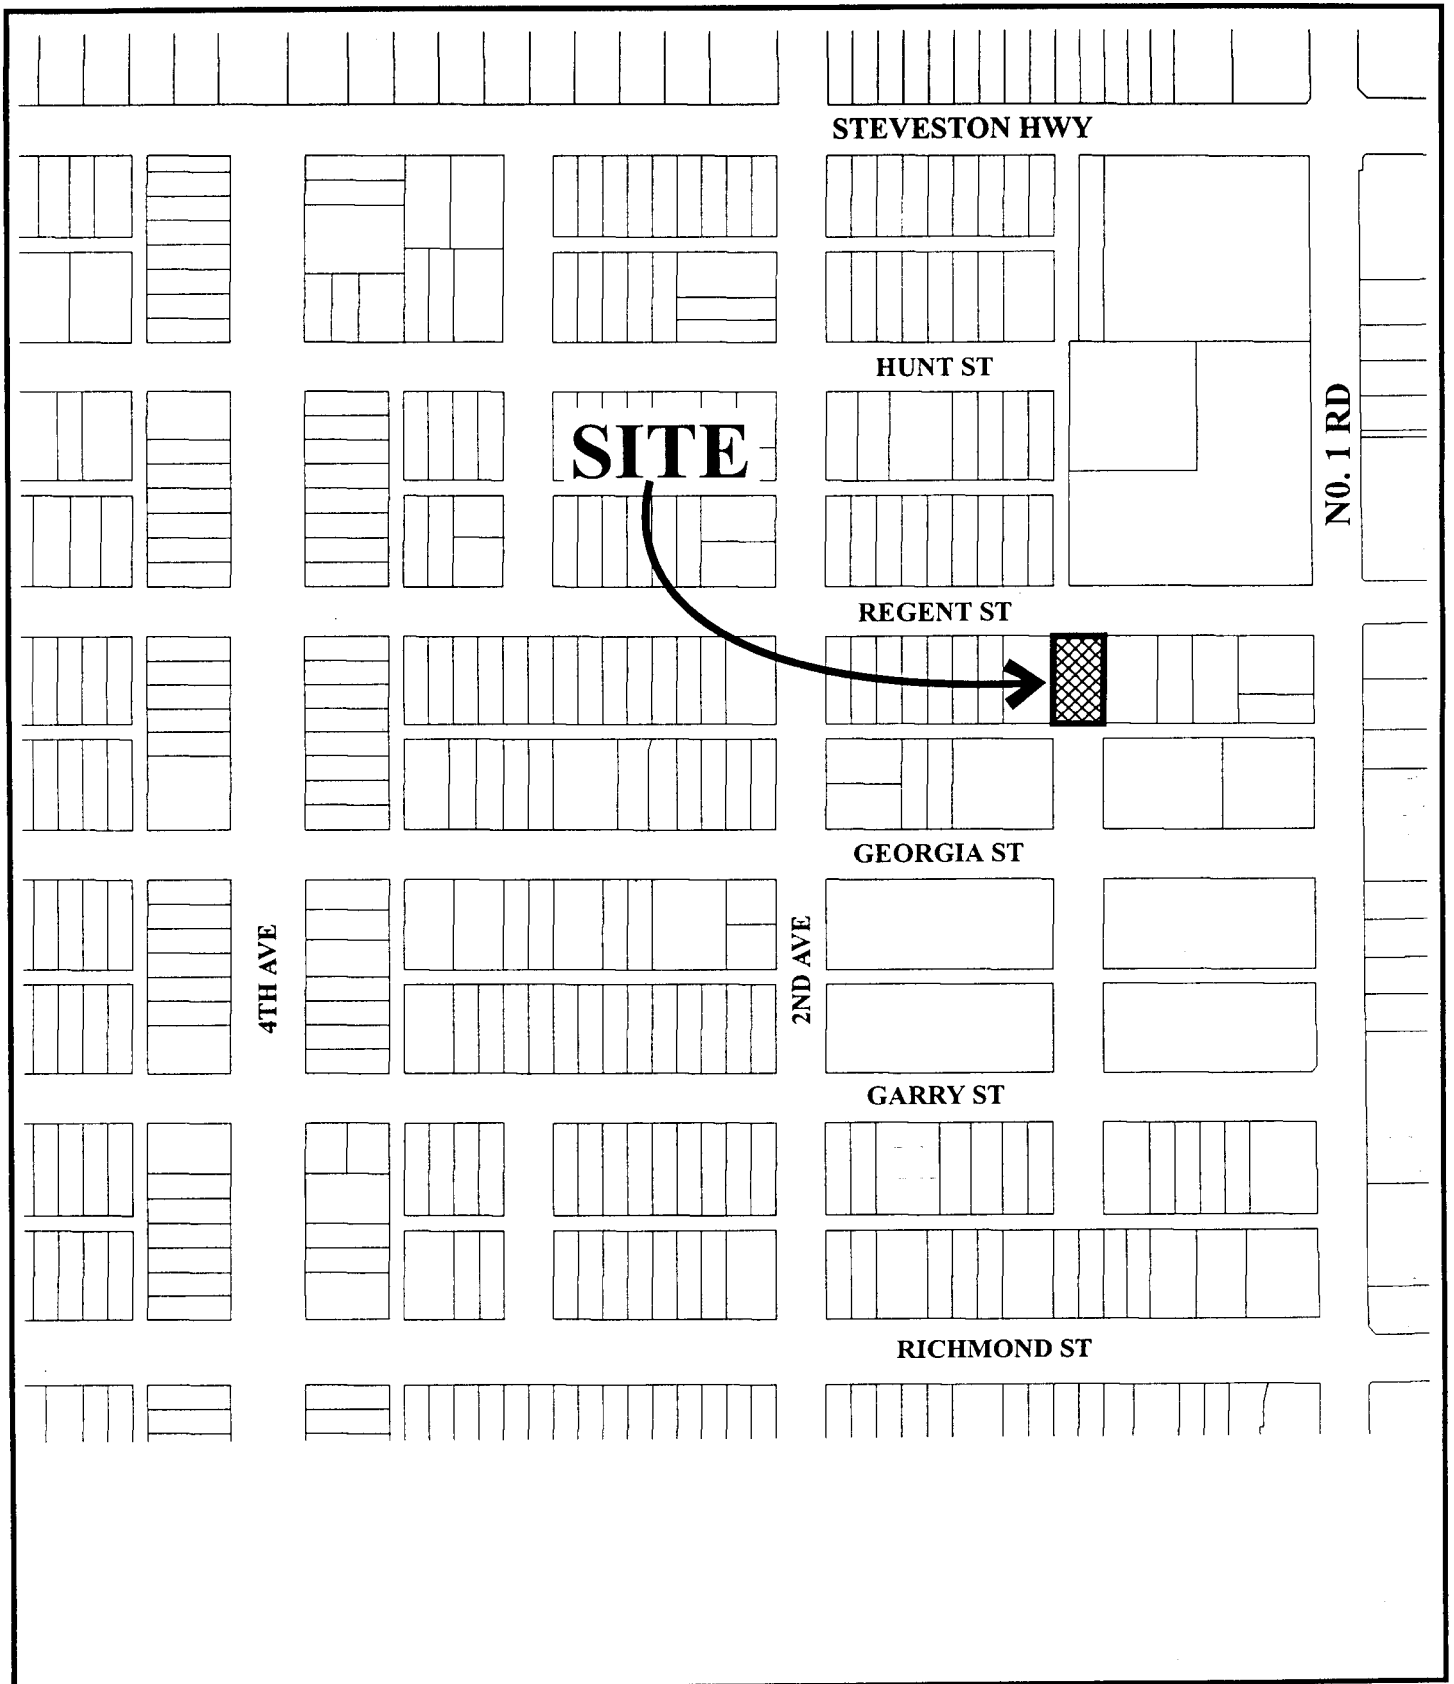 STEVESTON HWY
HUNT ST
SITE
N0. 1 RD
REGENT ST
GEORGIA ST
4TH AVE
2ND AVE
GARRY ST
RICHMOND ST